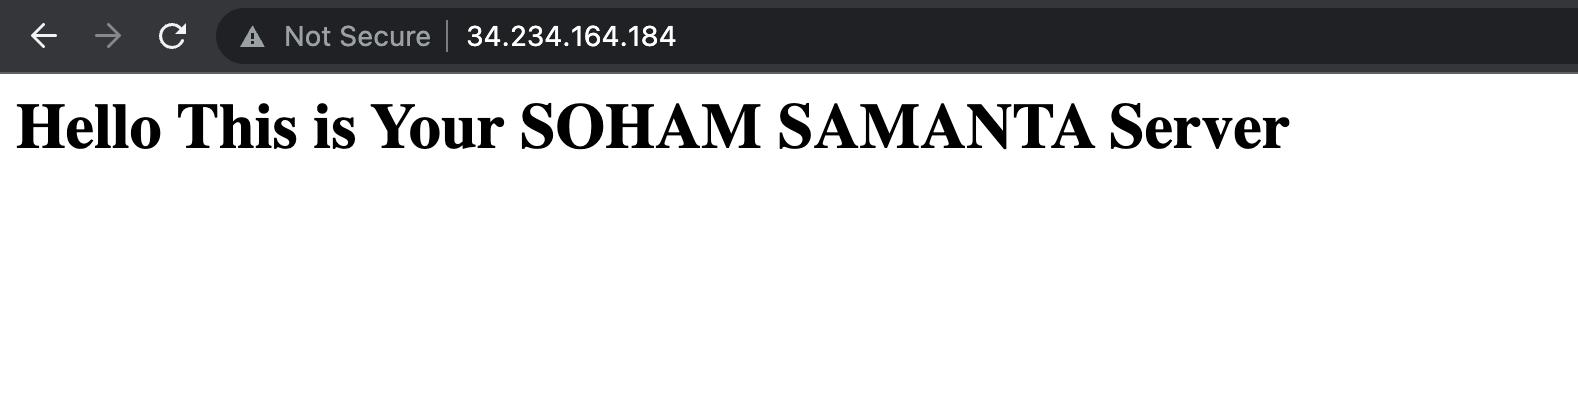 Not Secure 34.234.164.184
Hello This is Your SOHAM SAMANTA Server